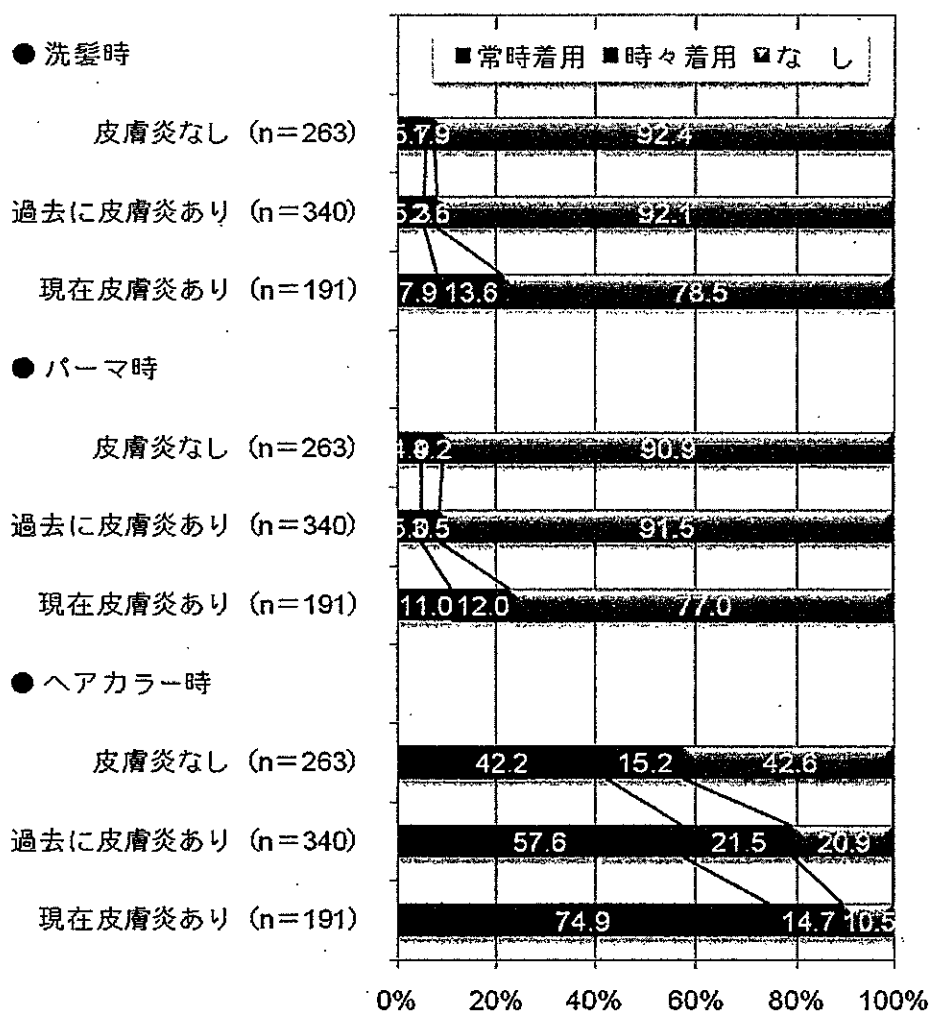 ■常時着用 ■時々着用 なし
● 洗髪時
皮膚炎なし (n=263) 92.4
過去に皮膚炎あり (n=340) 92.1
現在皮膚炎あり (n=191) 7.9 13.6 78.5
● パーマ時
皮膚炎なし (n=263) 90.9
過去に皮膚炎あり (n=340) 91.5
現在皮膚炎あり (n=191) 11.0 12.0 77.0
● ヘアカラー時
皮膚炎なし (n=263) 42.2 15.2 42.6
過去に皮膚炎あり (n=340) 57.6 21.5 20.9
現在皮膚炎あり (n=191) 74.9 14.7 10.5
0% 20% 40% 60% 80% 100%